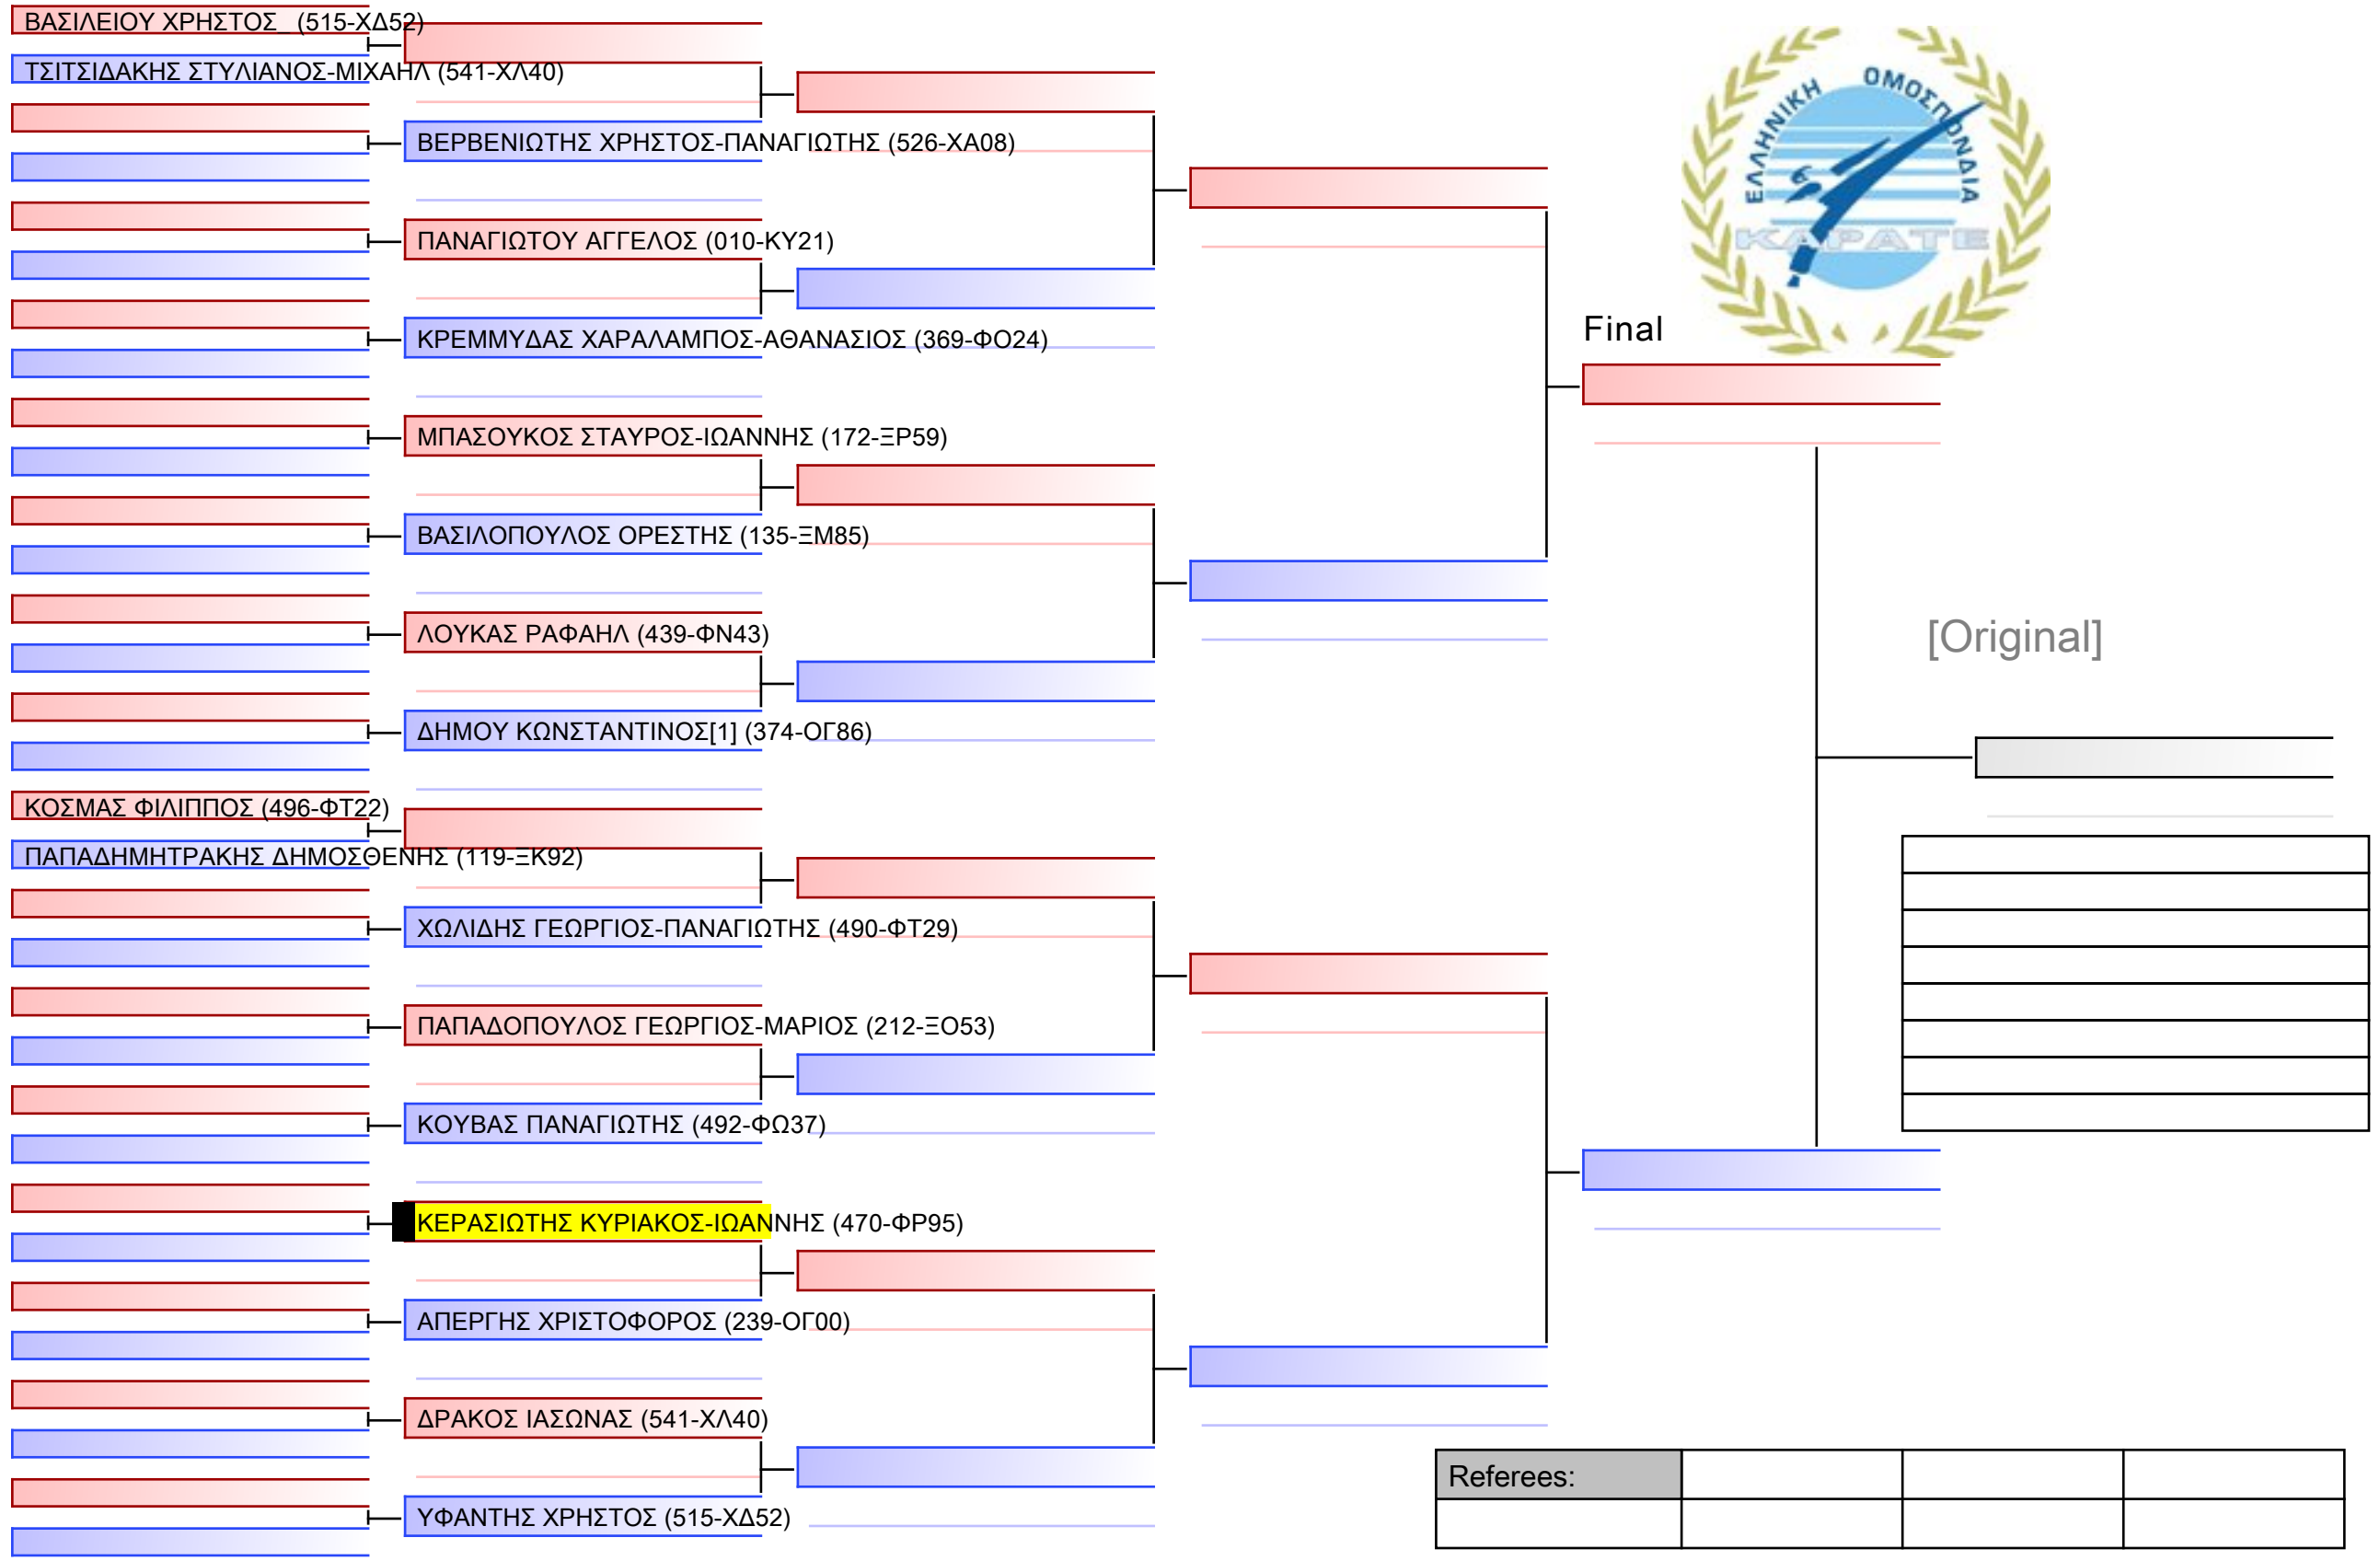 ΒΑΣΙΛΕΙΟΥ ΧΡΗΣΤΟΣ_ (515-ΧΔ52)
ΤΣΙΤΣΙΔΑΚΗΣ ΣΤΥΛΙΑΝΟΣ-ΜΙΧΑΗΛ (541-ΧΛ40)
ΒΕΡΒΕΝΙΩΤΗΣ ΧΡΗΣΤΟΣ-ΠΑΝΑΓΙΩΤΗΣ (526-ΧΑ08)
ΠΑΝΑΓΙΩΤΟΥ ΑΓΓΕΛΟΣ (010-ΚΥ21)
ΚΡΕΜΜΥΔΑΣ ΧΑΡΑΛΑΜΠΟΣ-ΑΘΑΝΑΣΙΟΣ (369-ΦΟ24)
ΜΠΑΣΟΥΚΟΣ ΣΤΑΥΡΟΣ-ΙΩΑΝΝΗΣ (172-ΞΡ59)
ΒΑΣΙΛΟΠΟΥΛΟΣ ΟΡΕΣΤΗΣ (135-ΞΜ85)
ΛΟΥΚΑΣ ΡΑΦΑΗΛ (439-ΦΝ43)
ΔΗΜΟΥ ΚΩΝΣΤΑΝΤΙΝΟΣ[1] (374-ΟΓ86)
ΚΟΣΜΑΣ ΦΙΛΙΠΠΟΣ (496-ΦΤ22)
ΠΑΠΑΔΗΜΗΤΡΑΚΗΣ ΔΗΜΟΣΘΕΝΗΣ (119-ΞΚ92)
ΧΩΛΙΔΗΣ ΓΕΩΡΓΙΟΣ-ΠΑΝΑΓΙΩΤΗΣ (490-ΦΤ29)
ΠΑΠΑΔΟΠΟΥΛΟΣ ΓΕΩΡΓΙΟΣ-ΜΑΡΙΟΣ (212-ΞΟ53)
ΚΟΥΒΑΣ ΠΑΝΑΓΙΩΤΗΣ (492-ΦΩ37)
ΚΕΡΑΣΙΩΤΗΣ ΚΥΡΙΑΚΟΣ-ΙΩΑΝΝΗΣ (470-ΦΡ95)
ΑΠΕΡΓΗΣ ΧΡΙΣΤΟΦΟΡΟΣ (239-ΟΓ00)
ΔΡΑΚΟΣ ΙΑΣΩΝΑΣ (541-ΧΛ40)
ΥΦΑΝΤΗΣ ΧΡΗΣΤΟΣ (515-ΧΔ52)
ΕΛΛΗΝΙΚΗ ΟΜΟΣΠΟΝΔΙΑ
ΚΑΡΑΤΕ
Final
[Original]
Referees: